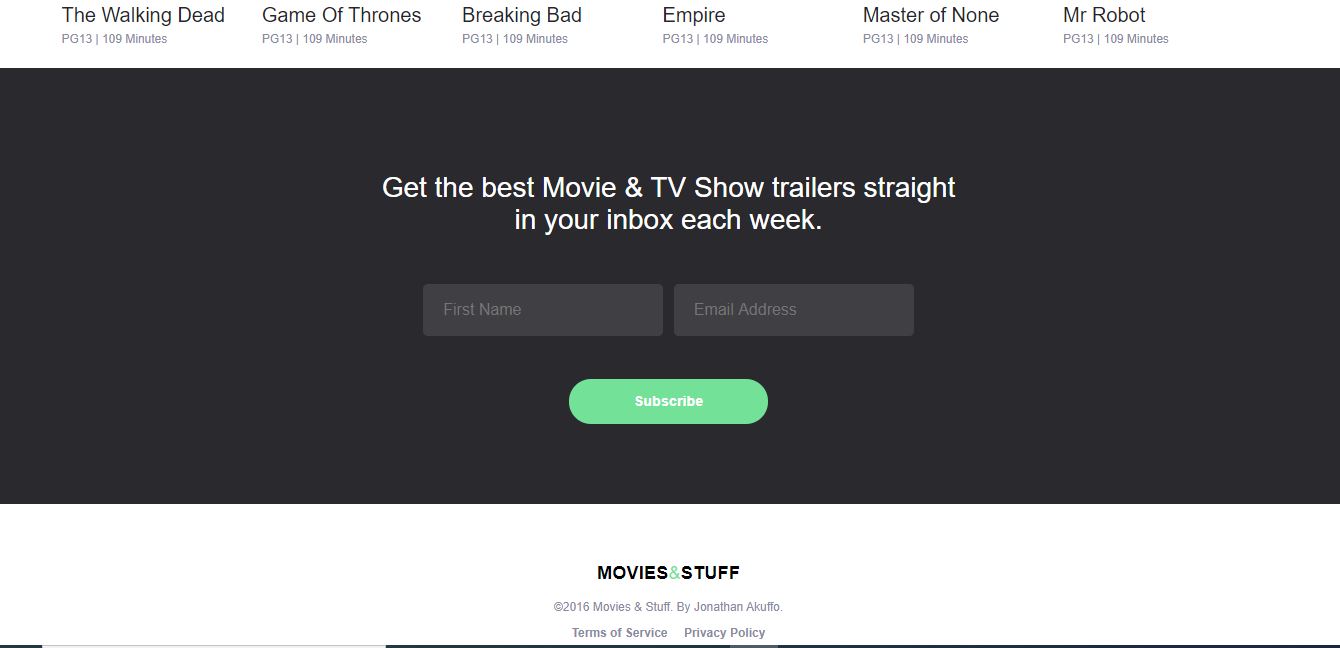 The Walking Dead Game Of Thrones Breaking Bad Empire Master of None Mr Robot
PG13 | 109 Minutes PG13 | 109 Minutes PG13 | 109 Minutes PG13 | 109 Minutes PG13 | 109 Minutes PG13 | 109 Minutes
Get the best Movie & TV Show trailers straight
in your inbox each week.
First Name Email Address
Subscribe
MOVIES&STUFF
©2016 Movies & Stuff. By Jonathan Akuffo.
Terms of Service Privacy Policy